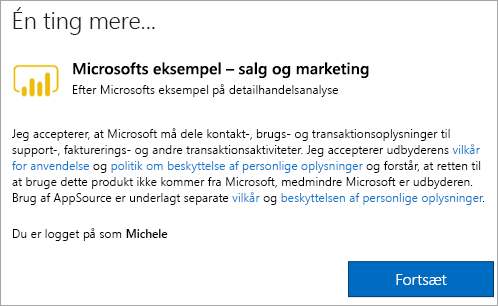 Én ting mere...
Microsofts eksempel – salg og marketing
Efter Microsofts eksempel på detailhandelsanalyse
Jeg accepterer, at Microsoft må dele kontakt-, brugs- og transaktionsoplysninger til
support-, fakturerings- og andre transaktionsaktiviteter. Jeg accepterer udbyderens vilkår
for anvendelse og politik om beskyttelse af personlige oplysninger og forstår, at retten til
at bruge dette produkt ikke kommer fra Microsoft, medmindre Microsoft er udbyderen.
Brug af AppSource er underlagt separate vilkår og beskyttelsen af personlige oplysninger.
Du er logget på som Michele
Fortsæt